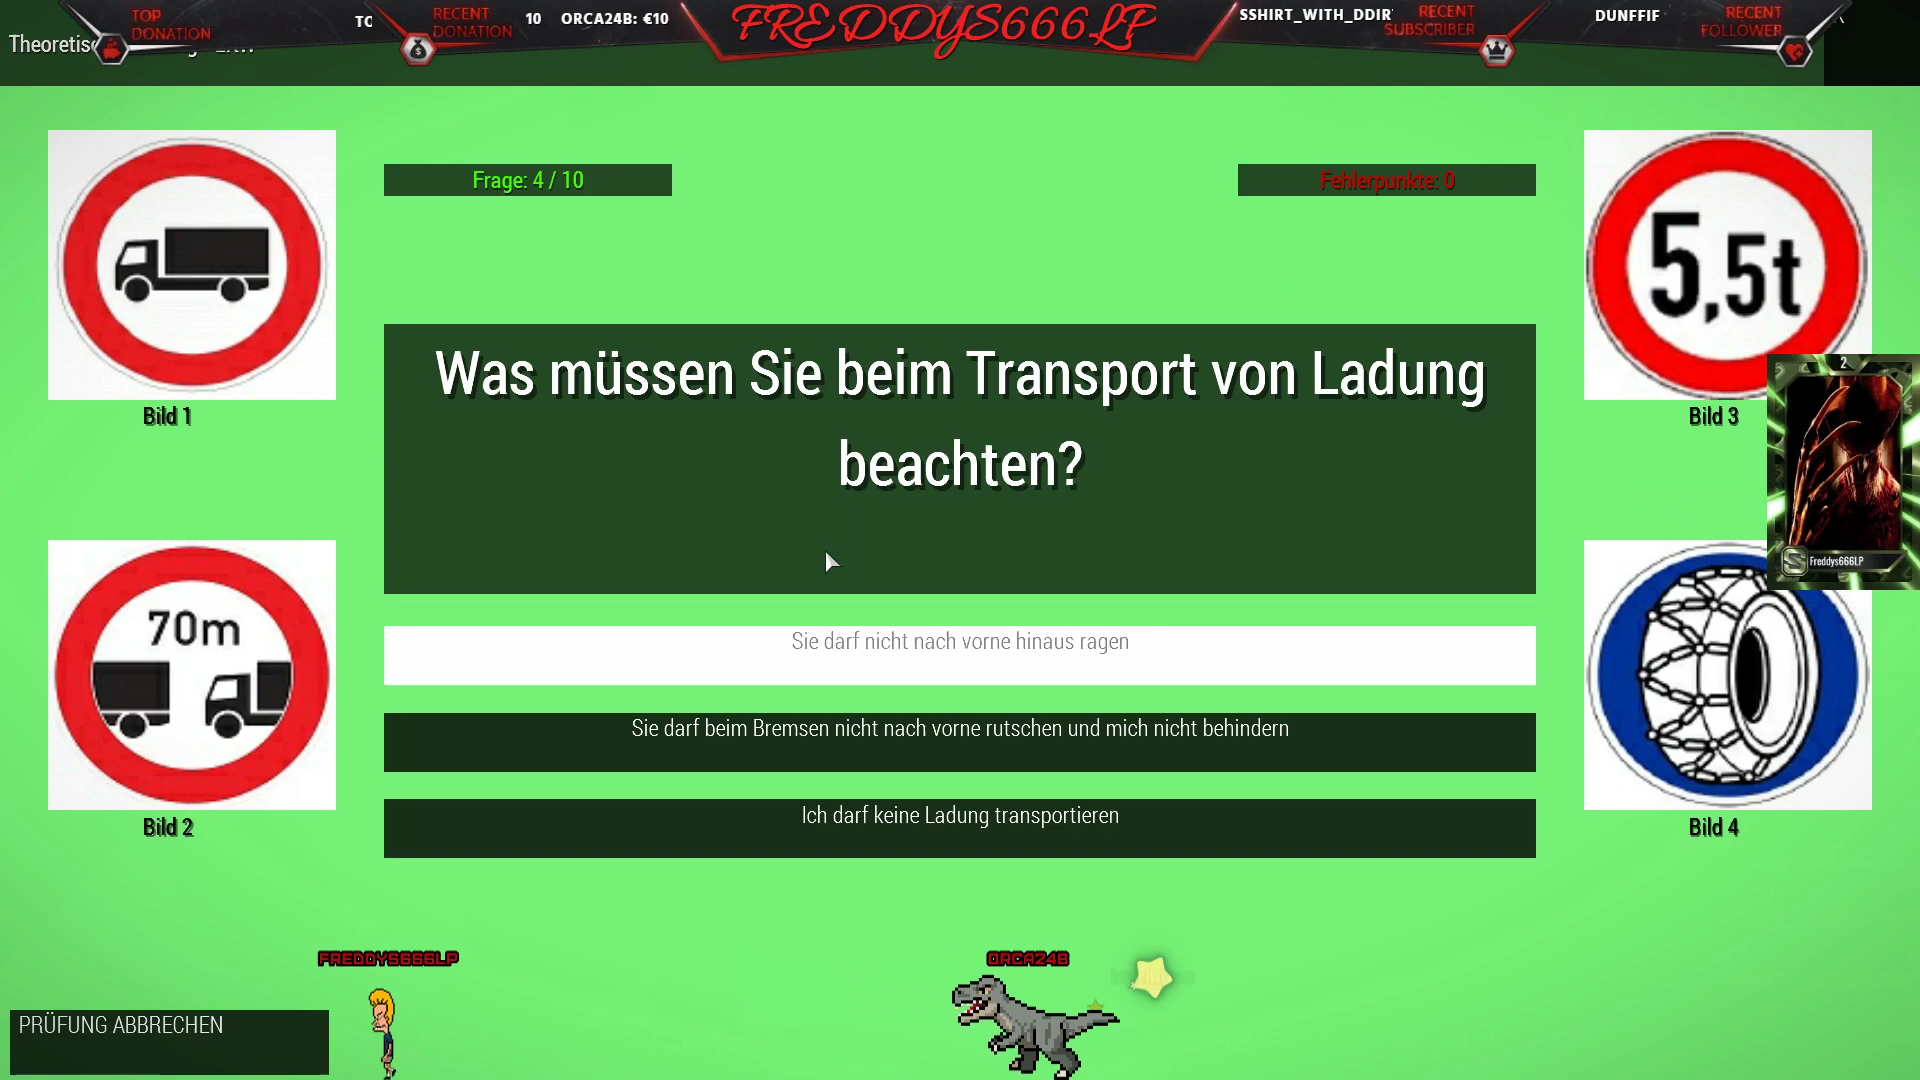 TOP
DONATION
RECENT
DONATION
10 ORCA24B: €10
FREDDYS666LP
SSHIRT_WITH_DDIR
RECENT
SUBSCRIBER
DUNFFIF
RECENT
FOLLOWER
Frage: 4 / 10
Fehlerpunkte: 0
5,5t
Bild 1
Bild 3
Was müssen Sie beim Transport von Ladung
beachten?
2
Freddys666LP
70m
Sie darf nicht nach vorne hinaus ragen
Sie darf beim Bremsen nicht nach vorne rutschen und mich nicht behindern
Ich darf keine Ladung transportieren
Bild 2
Bild 4
FREDDYS666LP
ORCA24B
PRÜFUNG ABBRECHEN